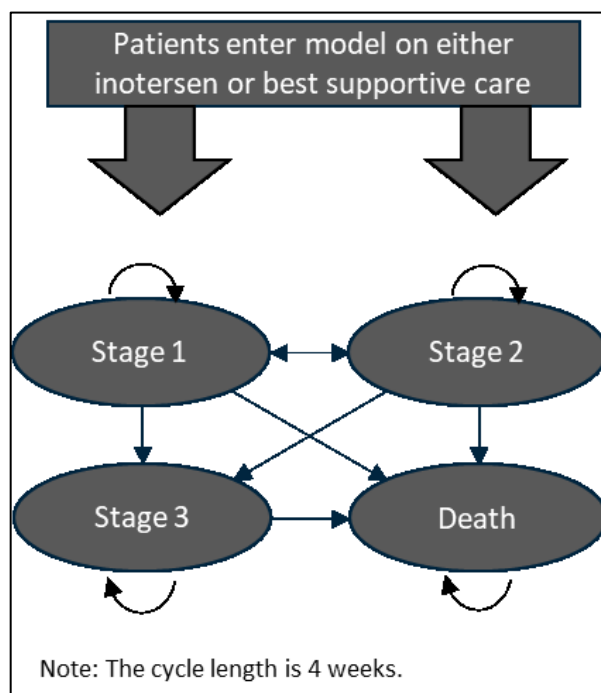 Patients enter model on either
inotersen or best supportive care
Stage 1
Stage 2
Stage 3
Death
Note: The cycle length is 4 weeks.